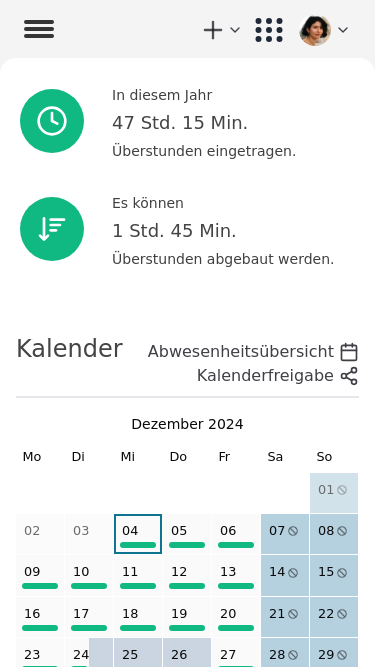 In diesem Jahr
47 Std. 15 Min.
Überstunden eingetragen.
Es können
1 Std. 45 Min.
Überstunden abgebaut werden.
Kalender
Abwesenheitsübersicht
Kalenderfreigabe
Dezember 2024
Mo Di Mi Do Fr Sa So
01
02 03 04 05 06 07 08
09 10 11 12 13 14 15
16 17 18 19 20 21 22
23 24 25 26 27 28 29